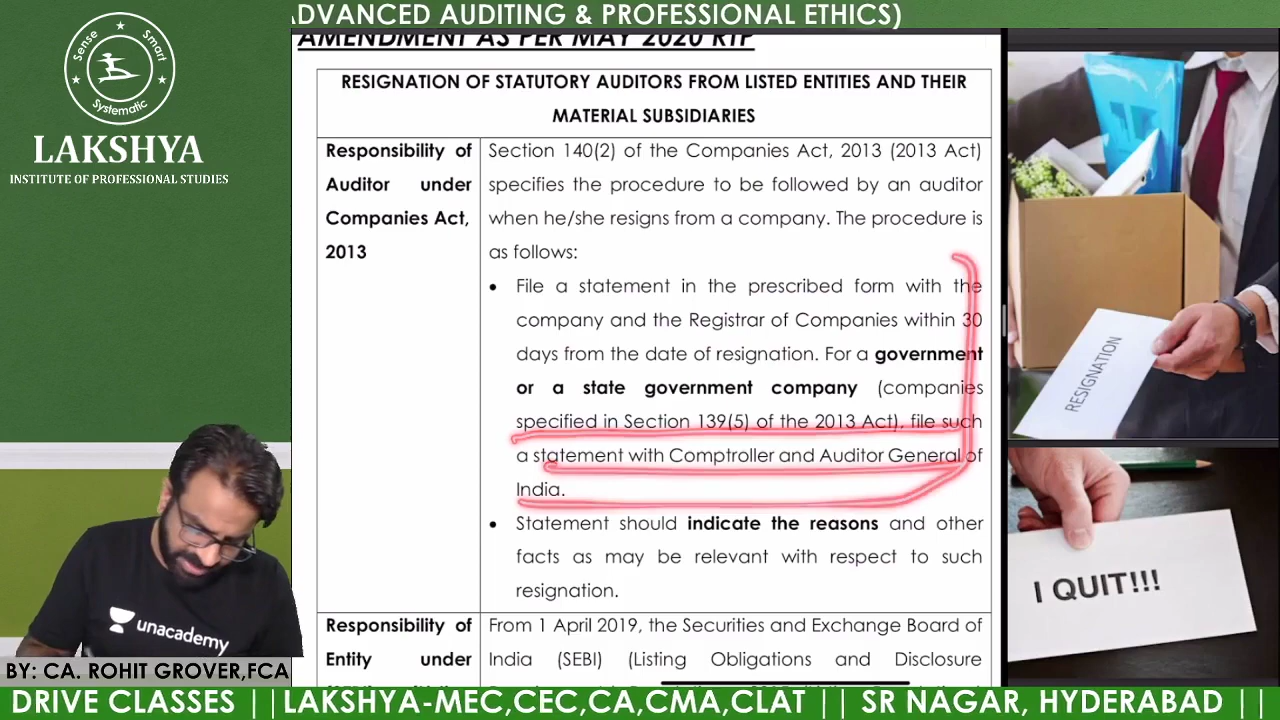 DVANCED AUDITING & PROFESSIONAL ETHICS)
Sense
Smart
Systematic
LAKSHYA
INSTITUTE OF PROFESSIONAL STUDIES
AMENDMENT AS PER MAY 2020 RTP
RESIGNATION OF STATUTORY AUDITORS FROM LISTED ENTITIES AND THEIR
MATERIAL SUBSIDIARIES
Responsibility of
Auditor under
Companies Act,
2013
Section 140(2) of the Companies Act, 2013 (2013 Act)
specifies the procedure to be followed by an auditor
when he/she resigns from a company. The procedure is
as follows:
• File a statement in the prescribed form with the
company and the Registrar of Companies within 30
days from the date of resignation. For a government
or a state government company (companies
specified in Section 139(5) of the 2013 Act), file such
a statement with Comptroller and Auditor General of
India.
• Statement should indicate the reasons and other
facts as may be relevant with respect to such
resignation.
Responsibility of
Entity under
From 1 April 2019, the Securities and Exchange Board of
India (SEBI) (Listing Obligations and Disclosure
RESIGNATION
I QUIT!!!
unacademy
BY: CA. ROHIT GROVER,FCA
DRIVE CLASSES ||LAKSHYA-MEC,CEC,CA,CMA,CLAT || SR NAGAR, HYDERABAD ||